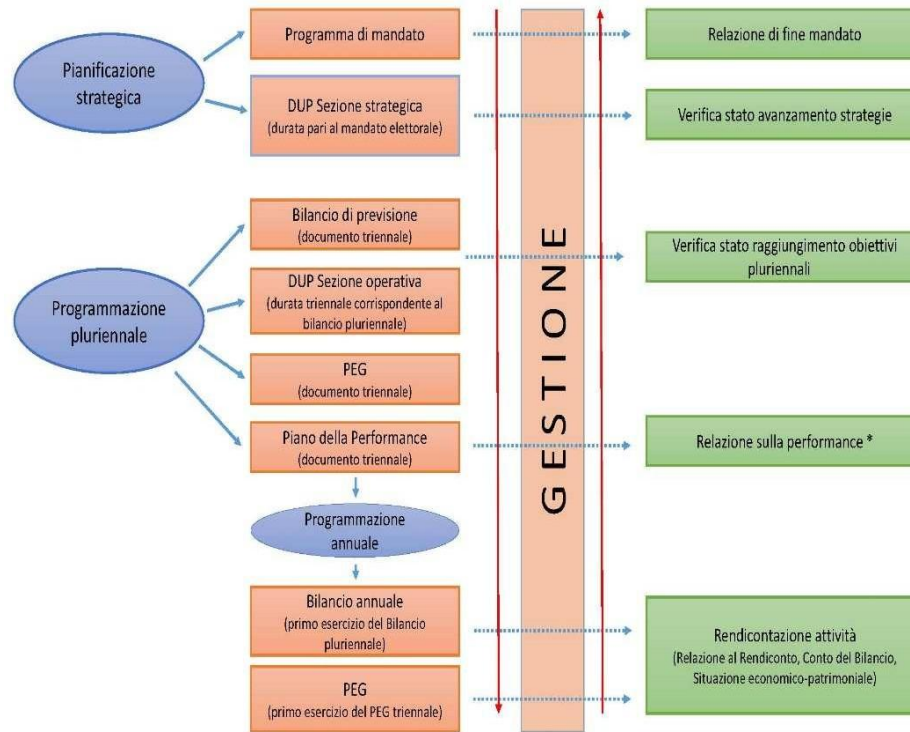 Pianificazione
strategica
Programma di mandato
Relazione di fine mandato
DUP Sezione strategica
(durata pari al mandato elettorale)
Verifica stato avanzamento strategie
Programmazione
pluriennale
Bilancio di previsione
(documento triennale)
Verifica stato raggiungimento obiettivi
pluriennali
DUP Sezione operativa
(durata triennale corrispondente al
bilancio pluriennale)
PEG
(documento triennale)
Piano della Performance
(documento triennale)
Relazione sulla performance *
GESTIONE
Programmazione
annuale
Bilancio annuale
(primo esercizio del Bilancio
pluriennale)
PEG
(primo esercizio del PEG triennale)
Rendicontazione attività
(Relazione al Rendiconto, Conto del Bilancio,
Situazione economico-patrimoniale)